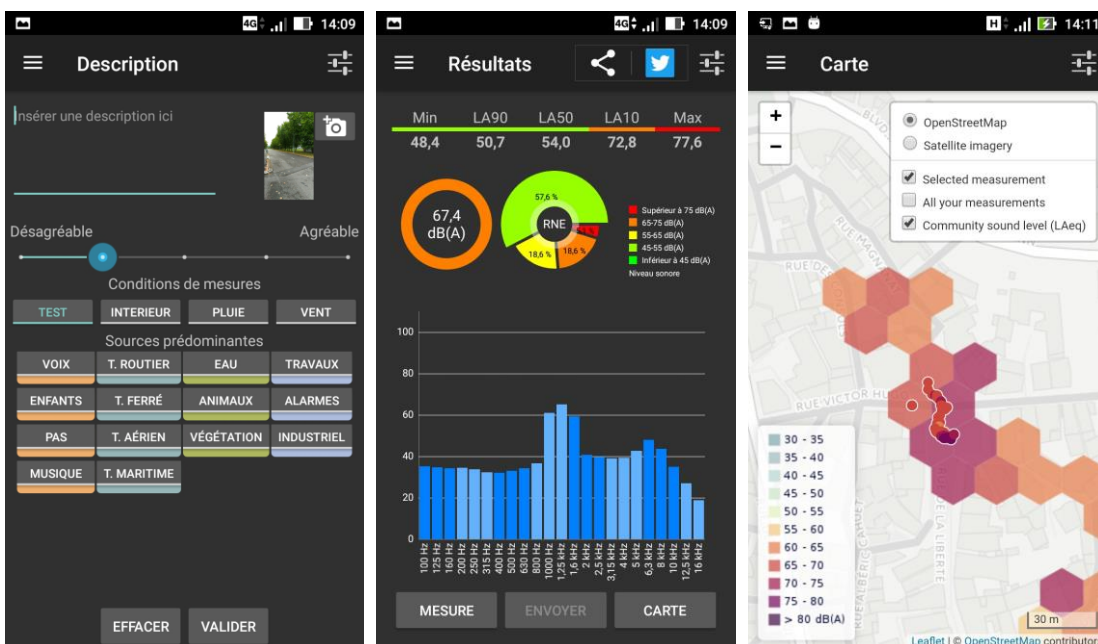 4G 14:09
Description
Insérer une description ici
Désagréable Agréable
Conditions de mesures
TEST INTERIEUR PLUIE VENT
Sources prédominantes
VOIX T. ROUTIER EAU TRAVAUX
ENFANTS T. FERRÉ ANIMAUX ALARMES
PAS T. AÉRIEN VÉGÉTATION INDUSTRIEL
MUSIQUE T. MARITIME
EFFACER VALIDER
4G 14:09
Résultats
Min LA90 LA50 LA10 Max
48,4 50,7 54,0 72,8 77,6
67,4
dB(A)
57,6 %
RNE
18,6 % 18,6 %
Supérieur à 75 dB(A)
65-75 dB(A)
55-65 dB(A)
45-55 dB(A)
Inférieur à 45 dB(A)
Niveau sonore
100
80
60
40
20
0
100 Hz
125 Hz
160 Hz
200 Hz
250 Hz
315 Hz
400 Hz
500 Hz
630 Hz
800 Hz
1000 Hz
1,25 kHz
1,6 kHz
2 kHz
2,5 kHz
3,15 kHz
4 kHz
5 kHz
6,3 kHz
8 kHz
10 kHz
12,5 kHz
16 kHz
MESURE ENVOYER CARTE
H 14:11
Carte
+
−
OpenStreetMap
Satellite imagery
Selected measurement
All your measurements
Community sound level (LAeq)
BLVD
RUE MAGNAN
RUE VICTOR HU
DE LA LIBERTE
RUE ALBERIC CAHUET
30 - 35
35 - 40
40 - 45
45 - 50
50 - 55
55 - 60
60 - 65
65 - 70
70 - 75
75 - 80
> 80 dB(A)
30 m
Leaflet | © OpenStreetMap contributor